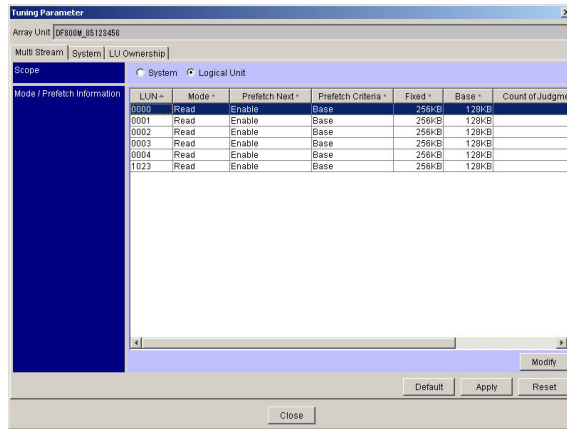 Tuning Parameter
Array Unit DF800M_85123456
Multi Stream System LU Ownership
Scope System Logical Unit
Mode / Prefetch Information
LUN Mode Prefetch Next Prefetch Criteria Fixed Base Count of Judgme
0000 Read Enable Base 256KB 128KB
0001 Read Enable Base 256KB 128KB
0002 Read Enable Base 256KB 128KB
0003 Read Enable Base 256KB 128KB
0004 Read Enable Base 256KB 128KB
1023 Read Enable Base 256KB 128KB
Modify
Default Apply Reset
Close